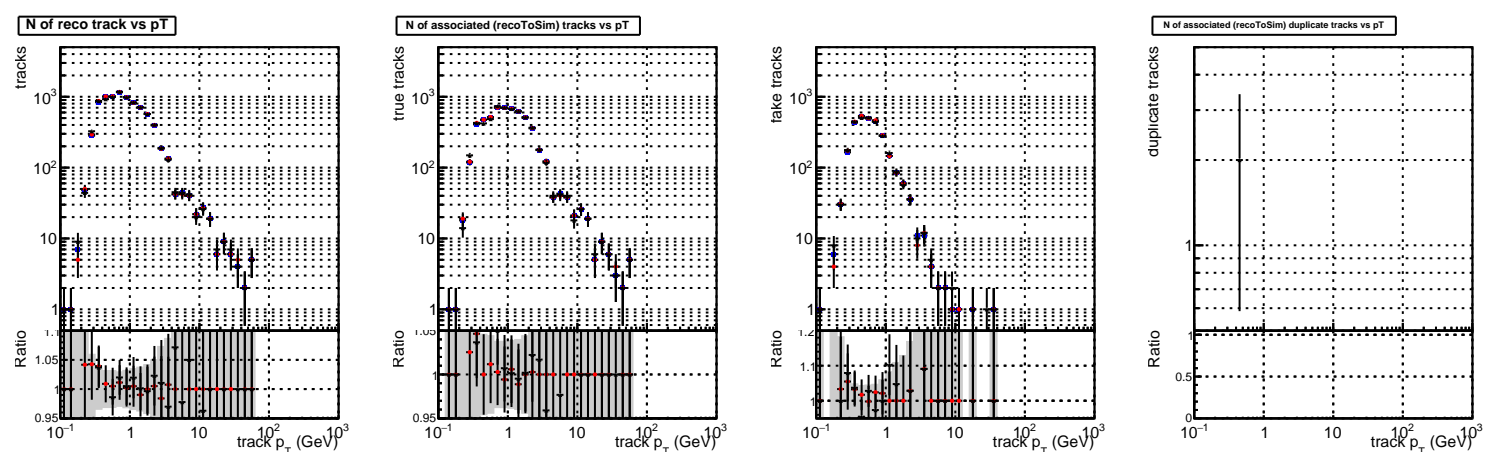 N of reco track vs pT
tracks
10³
10²
10
1
Ratio
1.1
1.05
1
0.95
10⁻¹ 1 10 10² 10³
track p_T (GeV)
N of associated (recoToSim) tracks vs pT
true tracks
10³
10²
10
1
Ratio
1.05
1
0.95
10⁻¹ 1 10 10² 10³
track p_T (GeV)
fake tracks
10³
10²
10
1
Ratio
1.2
1.1
1
10⁻¹ 1 10 10² 10³
track p_T (GeV)
N of associated (recoToSim) duplicate tracks vs pT
duplicate tracks
1
Ratio
1
0.5
0
10⁻¹ 1 10 10² 10³
track p_T (GeV)